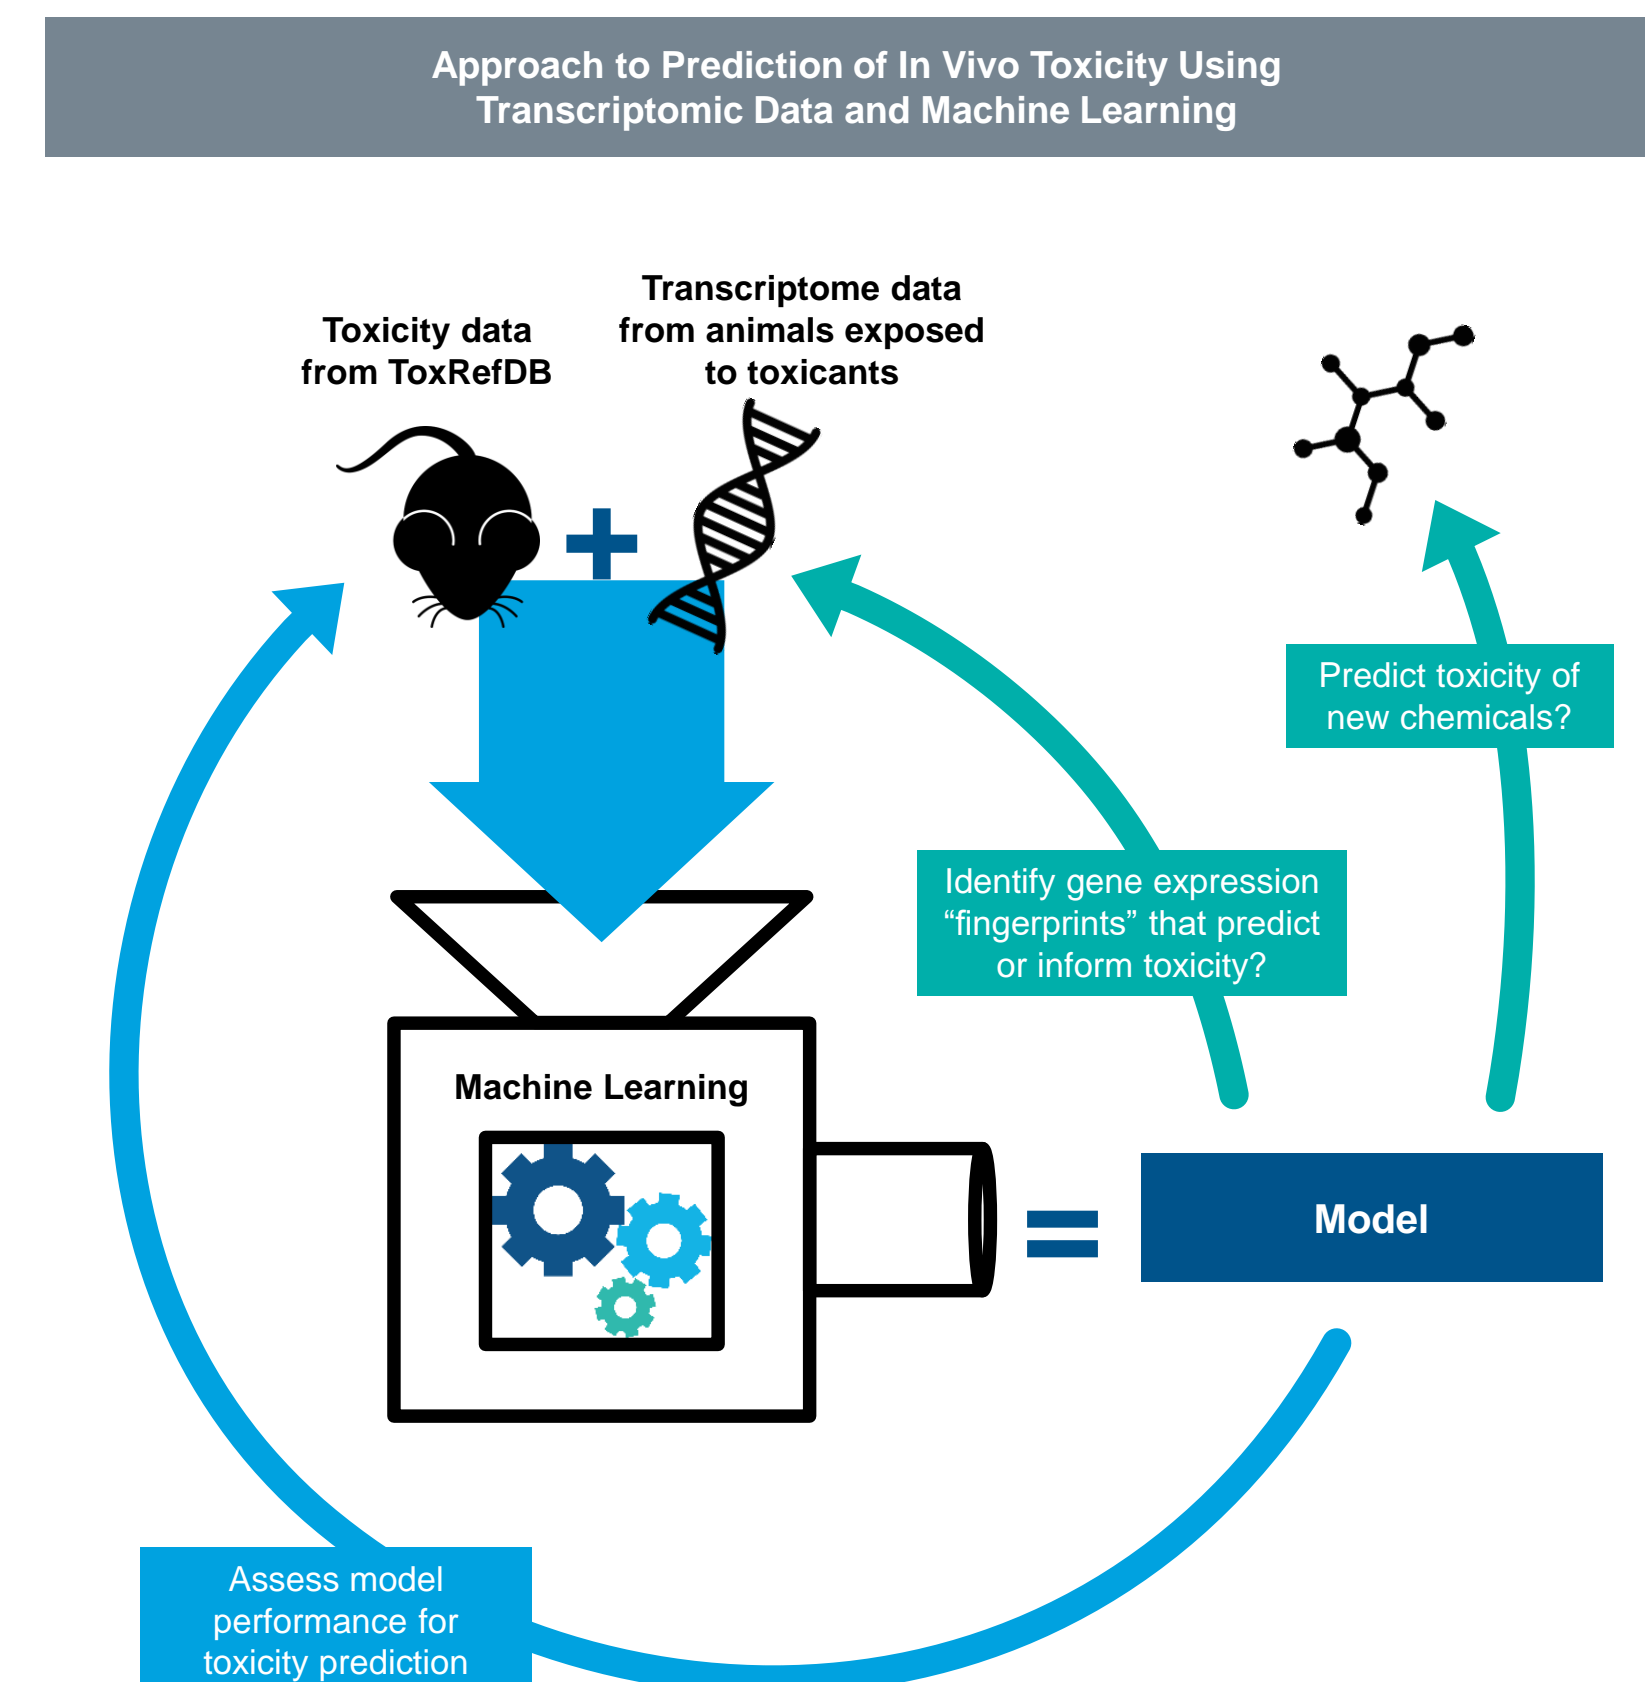 Approach to Prediction of In Vivo Toxicity Using
Transcriptomic Data and Machine Learning
Toxicity data
from ToxRefDB
Transcriptome data
from animals exposed
to toxicants
+
Predict toxicity of
new chemicals?
Identify gene expression
“fingerprints” that predict
or inform toxicity?
Machine Learning
=
Model
Assess model
performance for
toxicity prediction